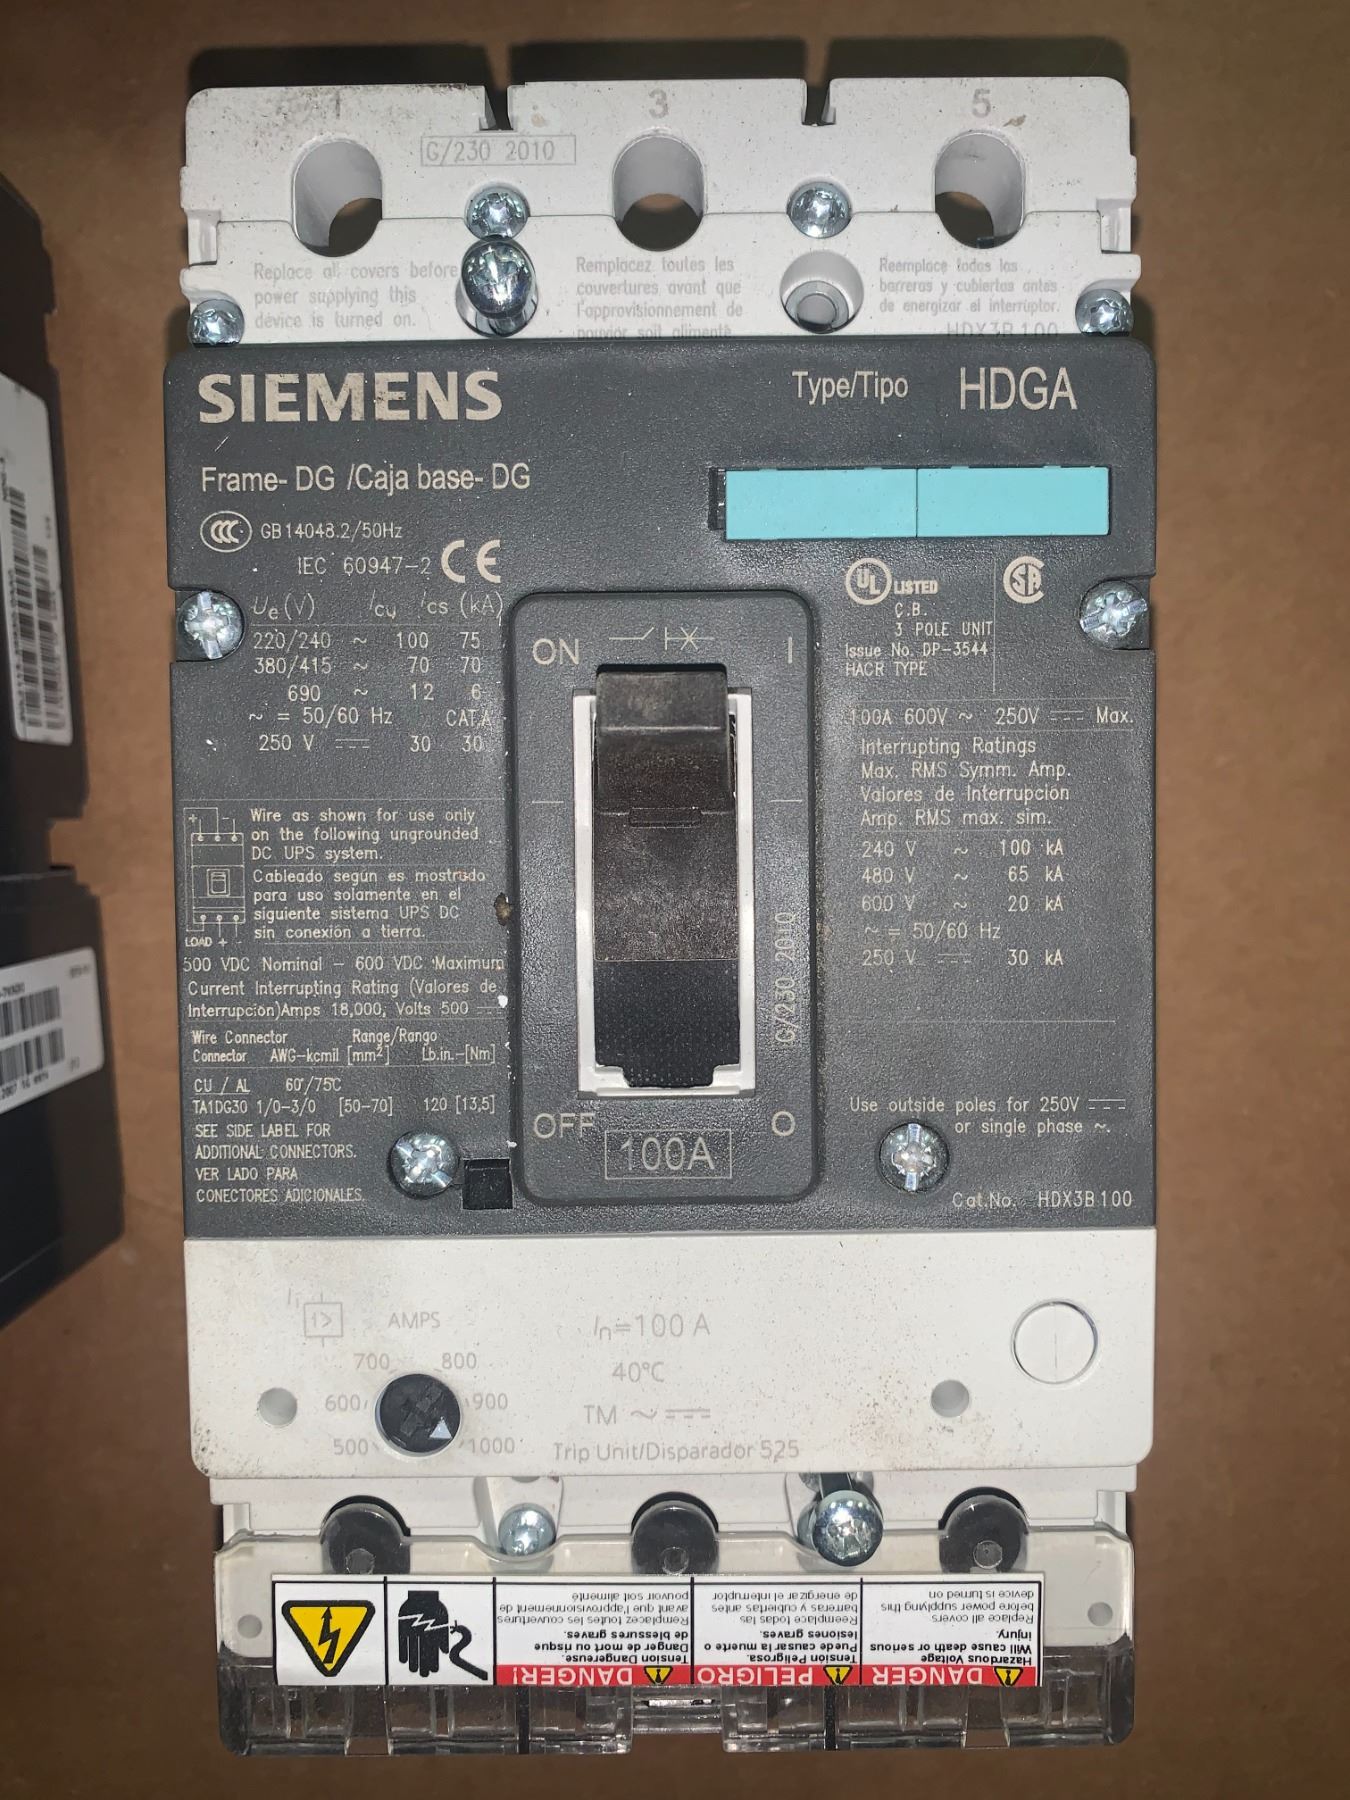 1
3
5
G/230 2010
Replace all covers before
power supplying this
device is turned on.
Remplacez toutes les
couvertures avant que
l'approvisionnement de
pouvoir soit alimenté
Reemplace todas las
barreras y cubiertas antes
de energizar el interruptor.
HDX3B100
SIEMENS
Type/Tipo HDGA
Frame- DG /Caja base- DG
CCC GB14048.2/50Hz
IEC 60947-2 CE
Ue(V) Icu Ics (kA)
220/240 ~ 100 75
380/415 ~ 70 70
690 ~ 12 6
~ = 50/60 Hz CAT.A
250 V ⎓ 30 30
Wire as shown for use only
on the following ungrounded
DC UPS system.
Cableado según es mostrado
para uso solamente en el
siguiente sistema UPS DC
sin conexión a tierra.
+ -
LOAD + -
500 VDC Nominal - 600 VDC Maximum
Current Interrupting Rating (Valores de
Interrupción)Amps 18,000, Volts 500 ⎓
Wire Connector Range/Rango
Connector AWG-kcmil [mm²] Lb.in.-[Nm]
CU / AL 60°/75°C
TA1DG30 1/0-3/0 [50-70] 120 [13,5]
SEE SIDE LABEL FOR
ADDITIONAL CONNECTORS.
VER LADO PARA
CONECTORES ADICIONALES.
ON I
G/230 2010
OFF O
100A
UL LISTED SA
C.B.
3 POLE UNIT
Issue No. DP-3544
HACR TYPE
100A 600V ~ 250V ⎓ Max.
Interrupting Ratings
Max. RMS Symm. Amp.
Valores de Interrupción
Amp. RMS max. sim.
240 V ~ 100 kA
480 V ~ 65 kA
600 V ~ 20 kA
~ = 50/60 Hz
250 V ⎓ 30 kA
Use outside poles for 250V ⎓
or single phase ~.
Cat.No. HDX3B100
Ii I> AMPS
500 600 700 800 900 1000
In=100 A
40°C
TM ~ ⎓
Trip Unit/Disparador 525
DANGER
Hazardous Voltage
Will cause death or serious
injury.
Replace all covers
before power supplying this
device is turned on
PELIGRO
Tensión Peligrosa.
Puede causar la muerte o
lesiones graves.
Reemplace todas las
barreras y cubiertas antes
de energizar el interruptor
DANGER!
Tension Dangereuse.
Danger de mort ou risque
de blessures graves.
Remplacez toutes les couvertures
avant que l'approvisionnement de
pouvoir soit alimenté